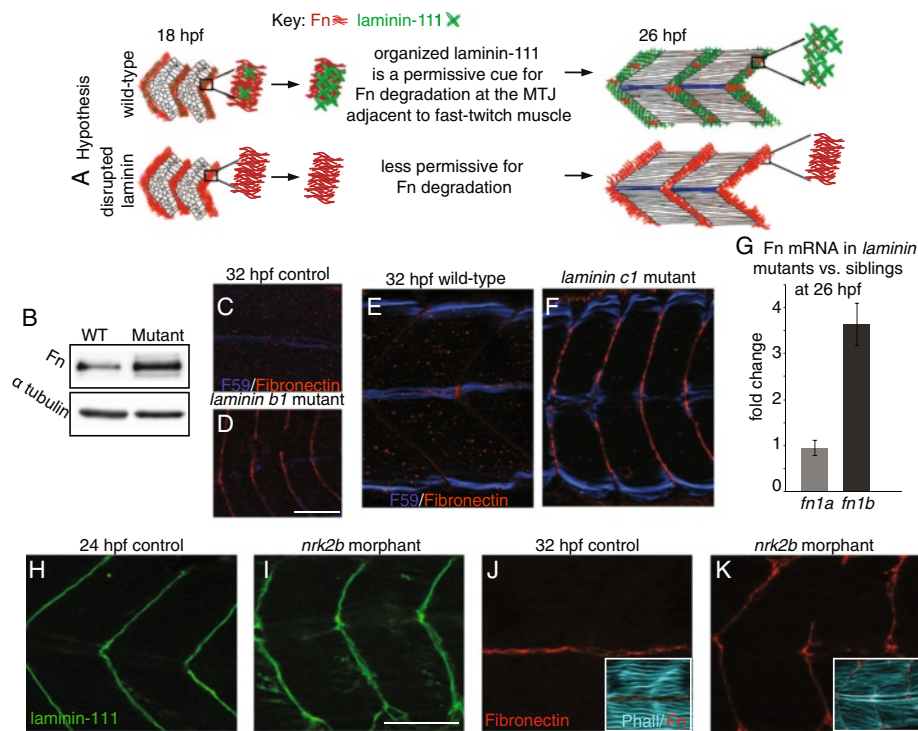 Key: Fn laminin-111
18 hpf
26 hpf
A Hypothesis
wild-type
organized laminin-111
is a permissive cue for
Fn degradation at the MTJ
adjacent to fast-twitch muscle
disrupted
laminin
less permissive for
Fn degradation
B
WT Mutant
Fn
α tubulin
32 hpf control
C
F59/Fibronectin
laminin b1 mutant
D
32 hpf wild-type
E
F59/Fibronectin
laminin c1 mutant
F
G Fn mRNA in laminin
mutants vs. siblings
at 26 hpf
fold change
4
3
2
1
0
fn1a fn1b
24 hpf control
H
laminin-111
nrk2b morphant
I
32 hpf control
J
Fibronectin
Phall/Fn
nrk2b morphant
K